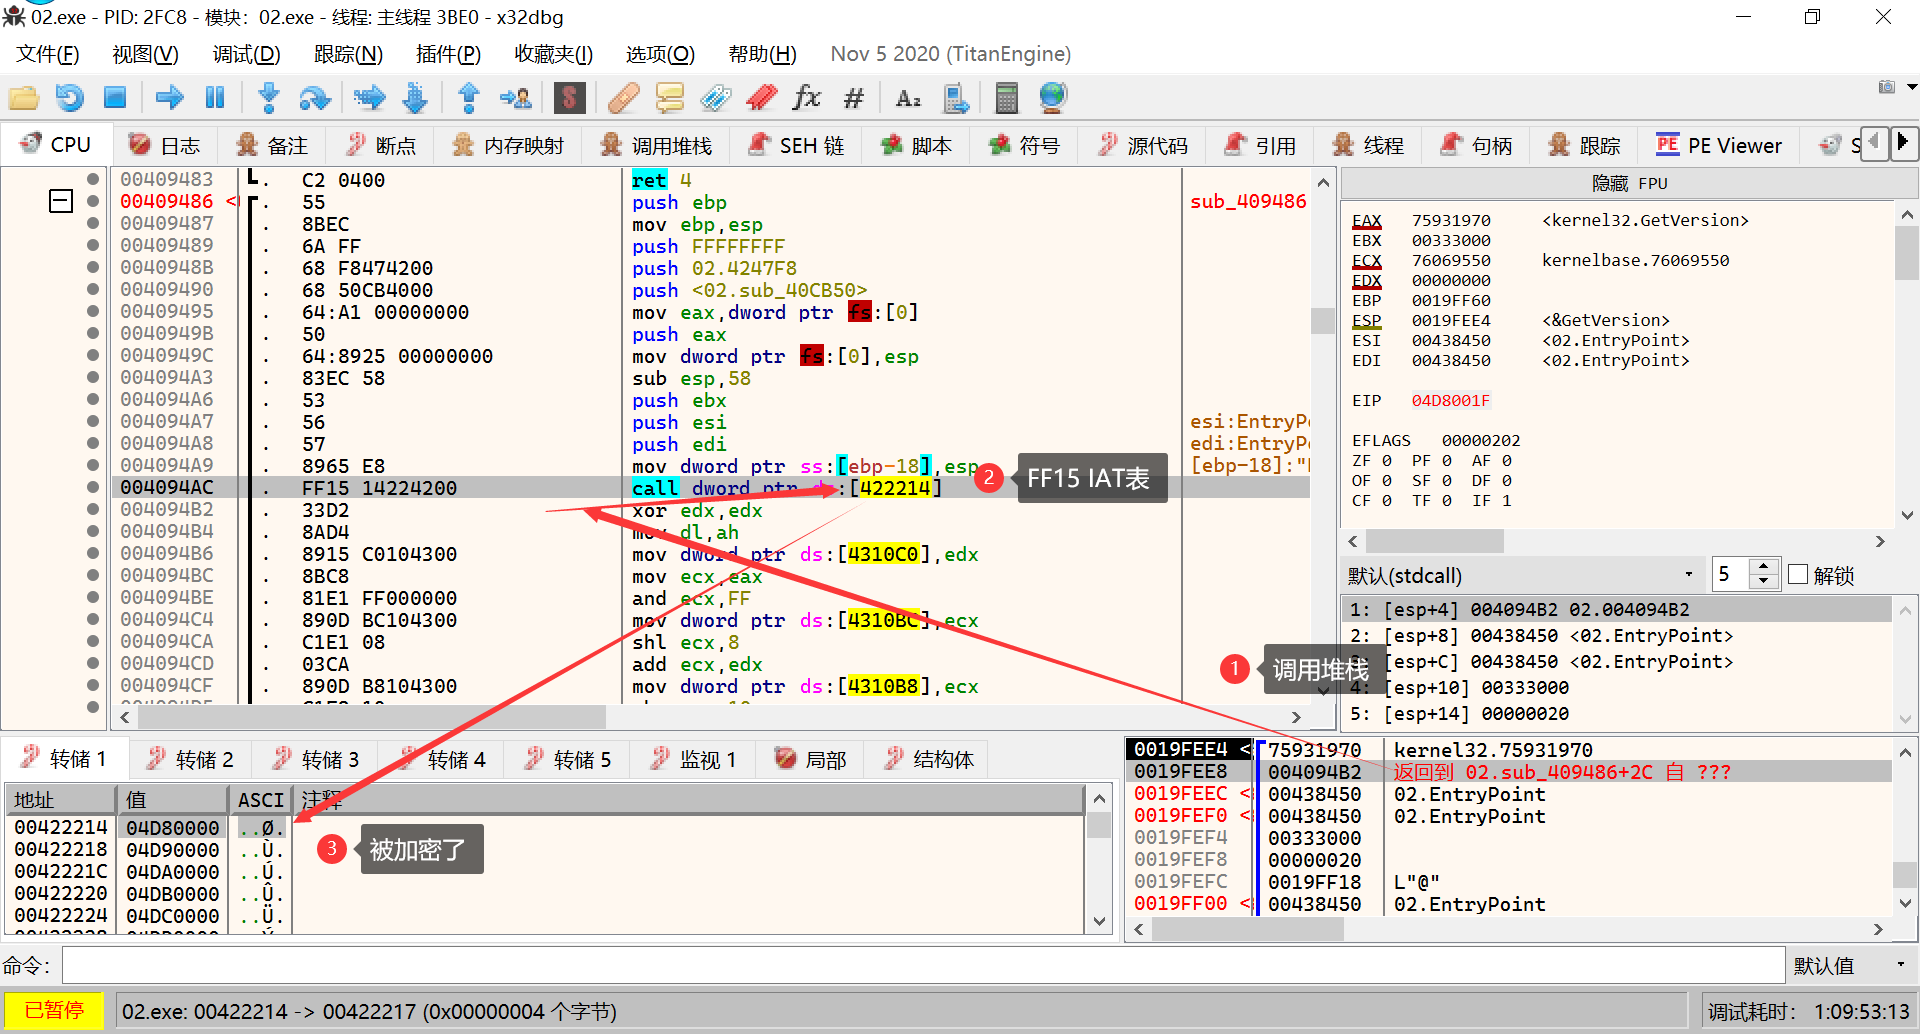 02.exe - PID: 2FC8 - 模块: 02.exe - 线程: 主线程 3BE0 - x32dbg
文件(F) 视图(V) 调试(D) 跟踪(N) 插件(P) 收藏夹(I) 选项(O) 帮助(H) Nov 5 2020 (TitanEngine)
CPU 日志 备注 断点 内存映射 调用堆栈 SEH 链 脚本 符号 源代码 引用 线程 句柄 跟踪 PE Viewer
00409483 . C2 0400 ret 4
00409486 < . 55 push ebp sub_409486
00409487 . 8BEC mov ebp,esp
00409489 . 6A FF push FFFFFFFF
0040948B . 68 F8474200 push 02.4247F8
00409490 . 68 50CB4000 push <02.sub_40CB50>
00409495 . 64:A1 00000000 mov eax,dword ptr fs:[0]
0040949B . 50 push eax
0040949C . 64:8925 00000000 mov dword ptr fs:[0],esp
004094A3 . 83EC 58 sub esp,58
004094A6 . 53 push ebx
004094A7 . 56 push esi esi:EntryP
004094A8 . 57 push edi edi:EntryP
004094A9 . 8965 E8 mov dword ptr ss:[ebp-18],esp [ebp-18]:"
004094AC . FF15 14224200 call dword ptr ds:[422214]
004094B2 . 33D2 xor edx,edx
004094B4 . 8AD4 mov dl,ah
004094B6 . 8915 C0104300 mov dword ptr ds:[4310C0],edx
004094BC . 8BC8 mov ecx,eax
004094BE . 81E1 FF000000 and ecx,FF
004094C4 . 890D BC104300 mov dword ptr ds:[4310BC],ecx
004094CA . C1E1 08 shl ecx,8
004094CD . 03CA add ecx,edx
004094CF . 890D B8104300 mov dword ptr ds:[4310B8],ecx
2 FF15 IAT表
隐藏 FPU
EAX 75931970 <kernel32.GetVersion>
EBX 00333000
ECX 76069550 kernelbase.76069550
EDX 00000000
EBP 0019FF60
ESP 0019FEE4 <&GetVersion>
ESI 00438450 <02.EntryPoint>
EDI 00438450 <02.EntryPoint>
EIP 04D8001F
EFLAGS 00000202
ZF 0 PF 0 AF 0
OF 0 SF 0 DF 0
CF 0 TF 0 IF 1
默认(stdcall) 5 解锁
1: [esp+4] 004094B2 02.004094B2
2: [esp+8] 00438450 <02.EntryPoint>
[esp+C] 00438450 <02.EntryPoint>
4: [esp+10] 00333000
5: [esp+14] 00000020
1 调用堆栈
转储 1 转储 2 转储 3 转储 4 转储 5 监视 1 局部 结构体
地址 值 ASCI 注释
00422214 04D80000 ..Ø.
00422218 04D90000 ..Ù.
0042221C 04DA0000 ..Ú.
00422220 04DB0000 ..Û.
00422224 04DC0000 ..Ü.
3 被加密了
0019FEE4 < 75931970 kernel32.75931970
0019FEE8 004094B2 返回到 02.sub_409486+2C 自 ???
0019FEEC < 00438450 02.EntryPoint
0019FEF0 < 00438450 02.EntryPoint
0019FEF4 00333000
0019FEF8 00000020
0019FEFC 0019FF18 L"@"
0019FF00 < 00438450 02.EntryPoint
命令: 默认值
已暂停 02.exe: 00422214 -> 00422217 (0x00000004 个字节) 调试耗时: 1:09:53:13